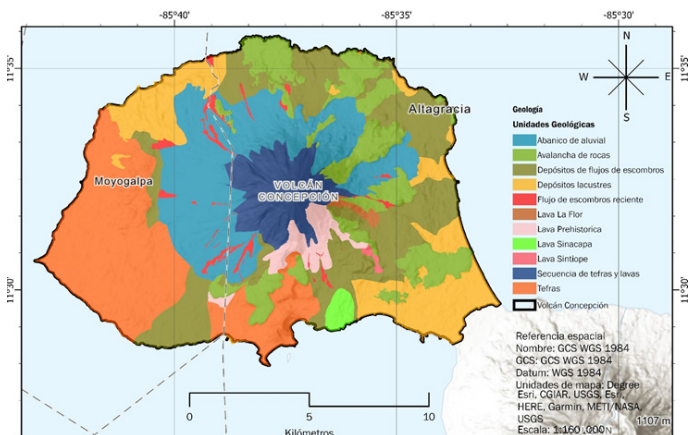 85°40'
85°35'
85°30'
11°35'
11°30'
N
W
E
S
Altagracia
Moyogalpa
VOLCÁN
CONCEPCIÓN
Geología
Unidades Geológicas
Abanico de aluvial
Avalancha de rocas
Depósitos de flujos de escombros
Depósitos lacustres
Flujo de escombros reciente
Lava La Flor
Lava Prehistorica
Lava Sinacapa
Lava Sintiope
Secuencia de tefras y lavas
Tefras
Volcán Concepción
Referencia espacial
Nombre: GCS WGS 1984
GCS: GCS WGS 1984
Datum: WGS 1984
Unidades de mapa: Degree
Esri, CGIAR, USGS, Esri,
HERE, Garmin, METI/NASA,
USGS
Escala: 1:160,000
1107 m
0 5 10
Kilómetros